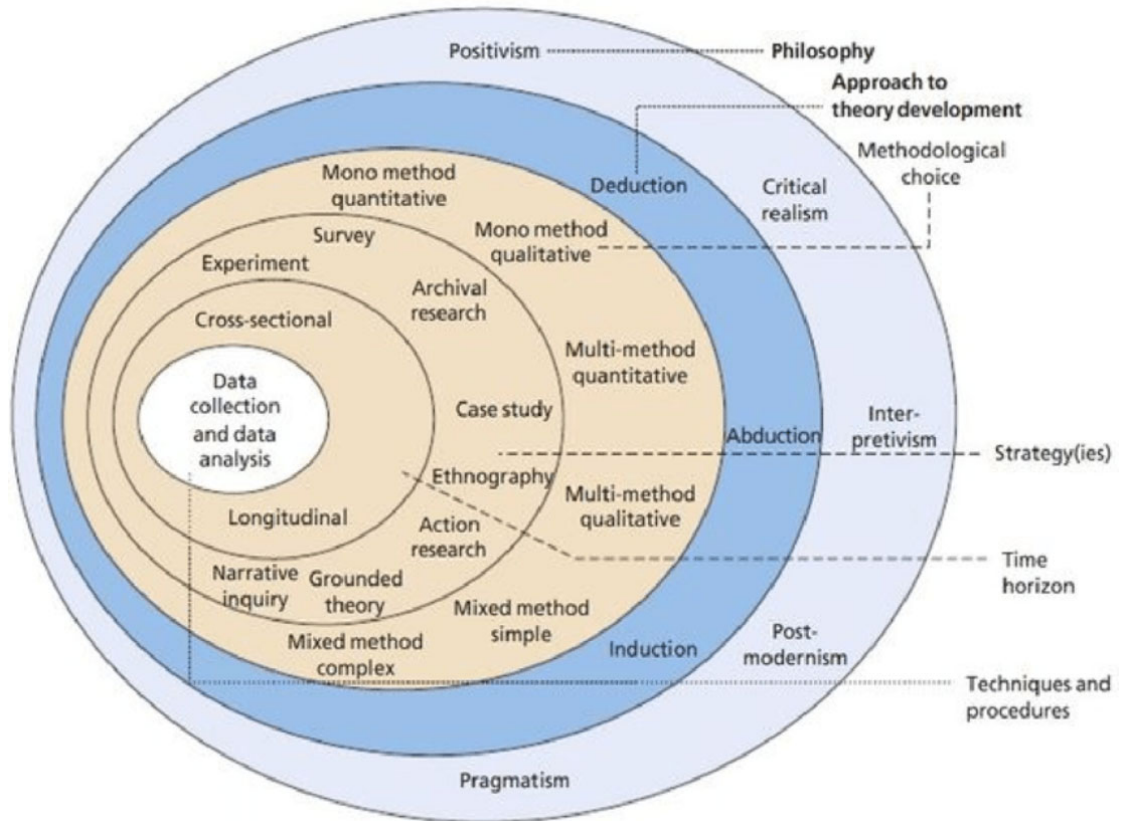 Positivism
Philosophy
Approach to
theory development
Methodological
choice
Mono method
quantitative
Deduction
Critical
realism
Survey
Mono method
qualitative
Experiment
Archival
research
Cross-sectional
Multi-method
quantitative
Data
collection
and data
analysis
Case study
Abduction
Inter-
pretivism
Strategy(ies)
Ethnography
Multi-method
qualitative
Longitudinal
Action
research
Time
horizon
Narrative
inquiry
Grounded
theory
Mixed method
simple
Mixed method
complex
Induction
Post-
modernism
Techniques and
procedures
Pragmatism